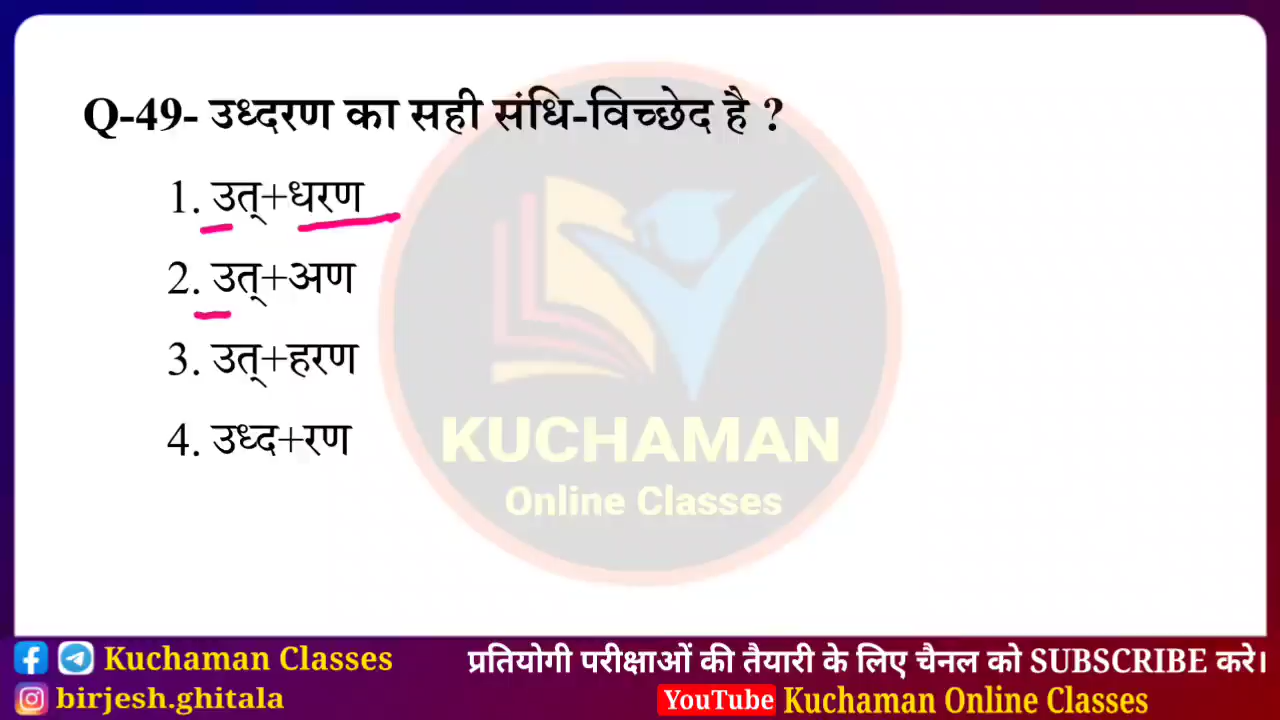 Q-49- उध्दरण का सही संधि-विच्छेद है ?
1. उत्+धरण
2. उत्+अण
3. उत्+हरण
4. उध्द+रण
KUCHAMAN
Online Classes
Kuchaman Classes
birjesh.ghitala
प्रतियोगी परीक्षाओं की तैयारी के लिए चैनल को SUBSCRIBE करे।
YouTube Kuchaman Online Classes